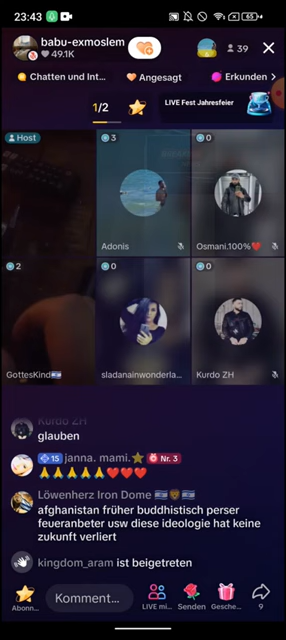 23:43
65
babu-exmoslem
49.1K
39
Chatten und Int...
Angesagt
Erkunden
1/2
LIVE Fest Jahresfeier
Host
3
0
Adonis
Osmani.100%❤️
2
0
0
GottesKind🇮🇱
sladanainwonderla...
Kurdo ZH
Kurdo ZH
glauben
15 janna. mami.⭐ Nr. 3
🙏🙏🙏🙏🙏❤️❤️❤️
Löwenherz Iron Dome 🇮🇱🦁🇮🇱
afghanistan früher buddhistisch perser
feueranbeter usw diese ideologie hat keine
zukunft verliert
kingdom_aram ist beigetreten
Komment...
Abonn...
LIVE mi...
Senden
Gesche...
9